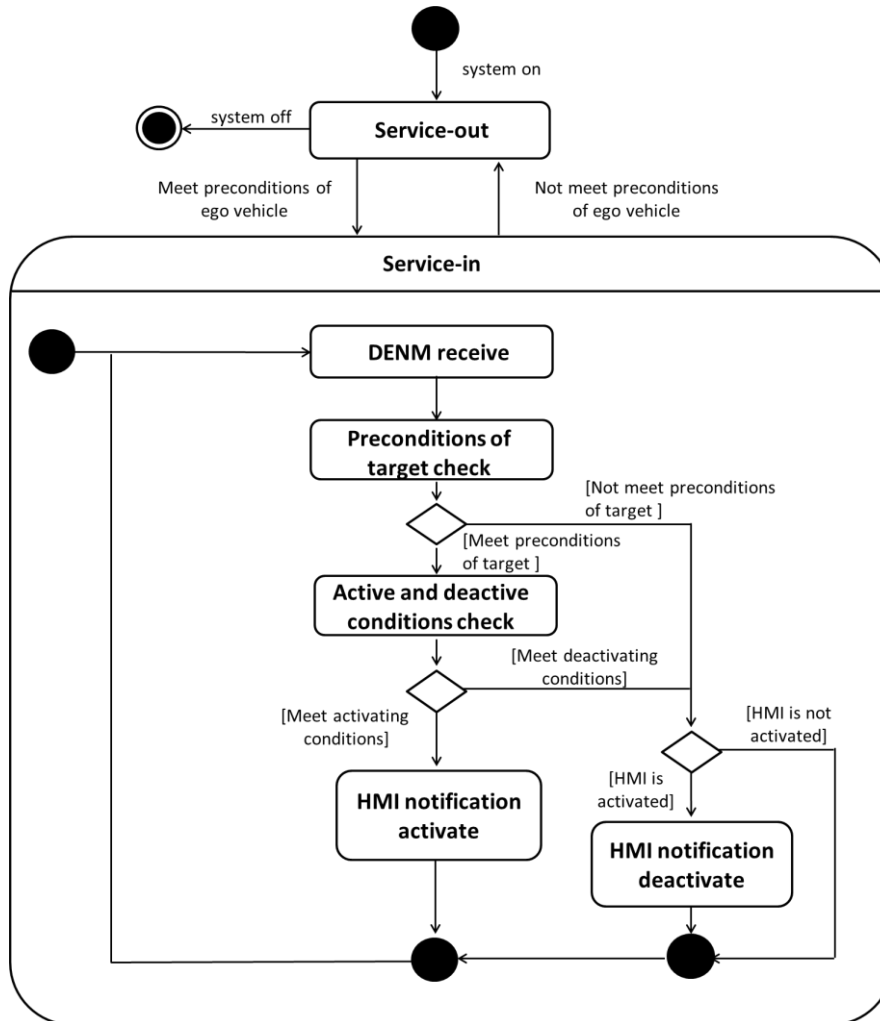 system on
system off
Service-out
Meet preconditions of
ego vehicle
Not meet preconditions
of ego vehicle
Service-in
DENM receive
Preconditions of
target check
[Not meet preconditions
of target ]
[Meet preconditions
of target ]
Active and deactive
conditions check
[Meet deactivating
conditions]
[Meet activating
conditions]
[HMI is not
activated]
[HMI is
activated]
HMI notification
activate
HMI notification
deactivate